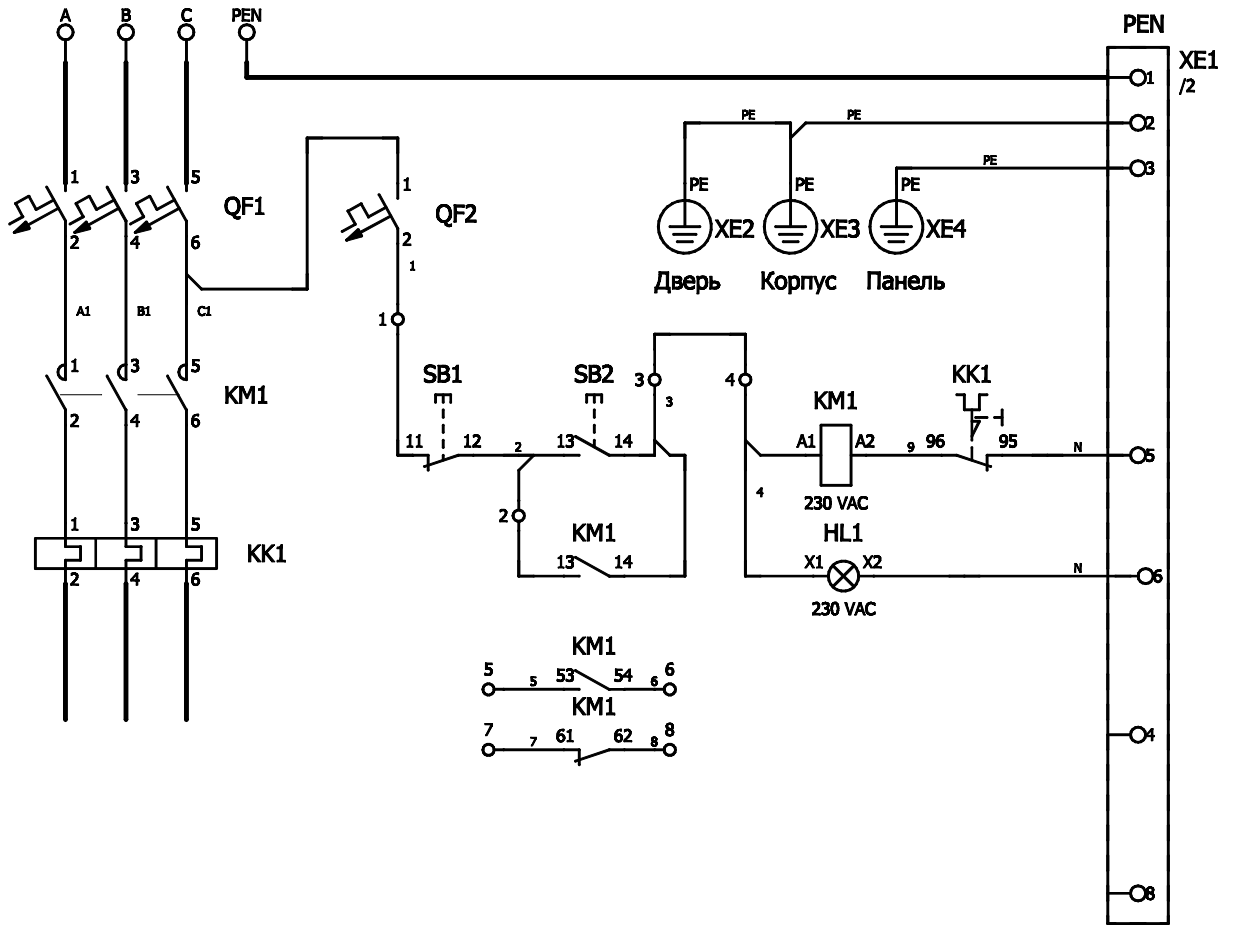 A B C PEN
PEN
XE1
/2
1
PE PE
2
PE
3
1 3 5 1
PE PE PE
QF1 QF2
XE2 XE3 XE4
2 4 6 2
1
Дверь Корпус Панель
A1 B1 C1
1
1 3 5
SB1 SB2 3 4 KK1
KM1
3
KM1
2 4 6
11 12 2 13 14 A1 A2 9 96 95 N
5
4
230 VAC
2
1 3 5
KM1 HL1
KK1
13 14 X1 X2 N
6
2 4 6
230 VAC
KM1
5 5 53 54 6 6
KM1
7 7 61 62 8 8
4
8